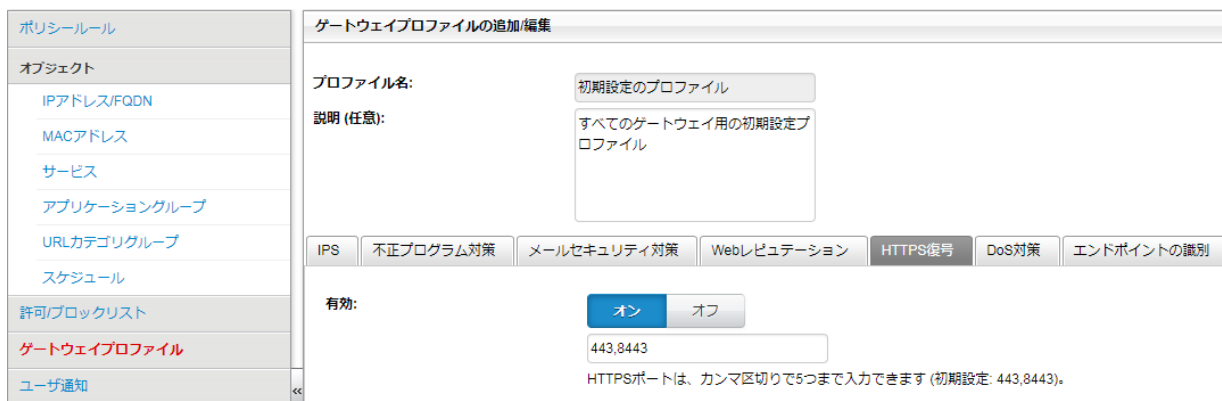 ポリシールール
オブジェクト
IPアドレス/FQDN
MACアドレス
サービス
アプリケーショングループ
URLカテゴリグループ
スケジュール
許可/ブロックリスト
ゲートウェイプロファイル
ユーザ通知
«
ゲートウェイプロファイルの追加/編集
プロファイル名:
初期設定のプロファイル
説明 (任意):
すべてのゲートウェイ用の初期設定プ
ロファイル
IPS 不正プログラム対策 メールセキュリティ対策 Webレピュテーション HTTPS復号 DoS対策 エンドポイントの識別
有効:
オン オフ
443,8443
HTTPSポートは、カンマ区切りで5つまで入力できます (初期設定: 443,8443)。